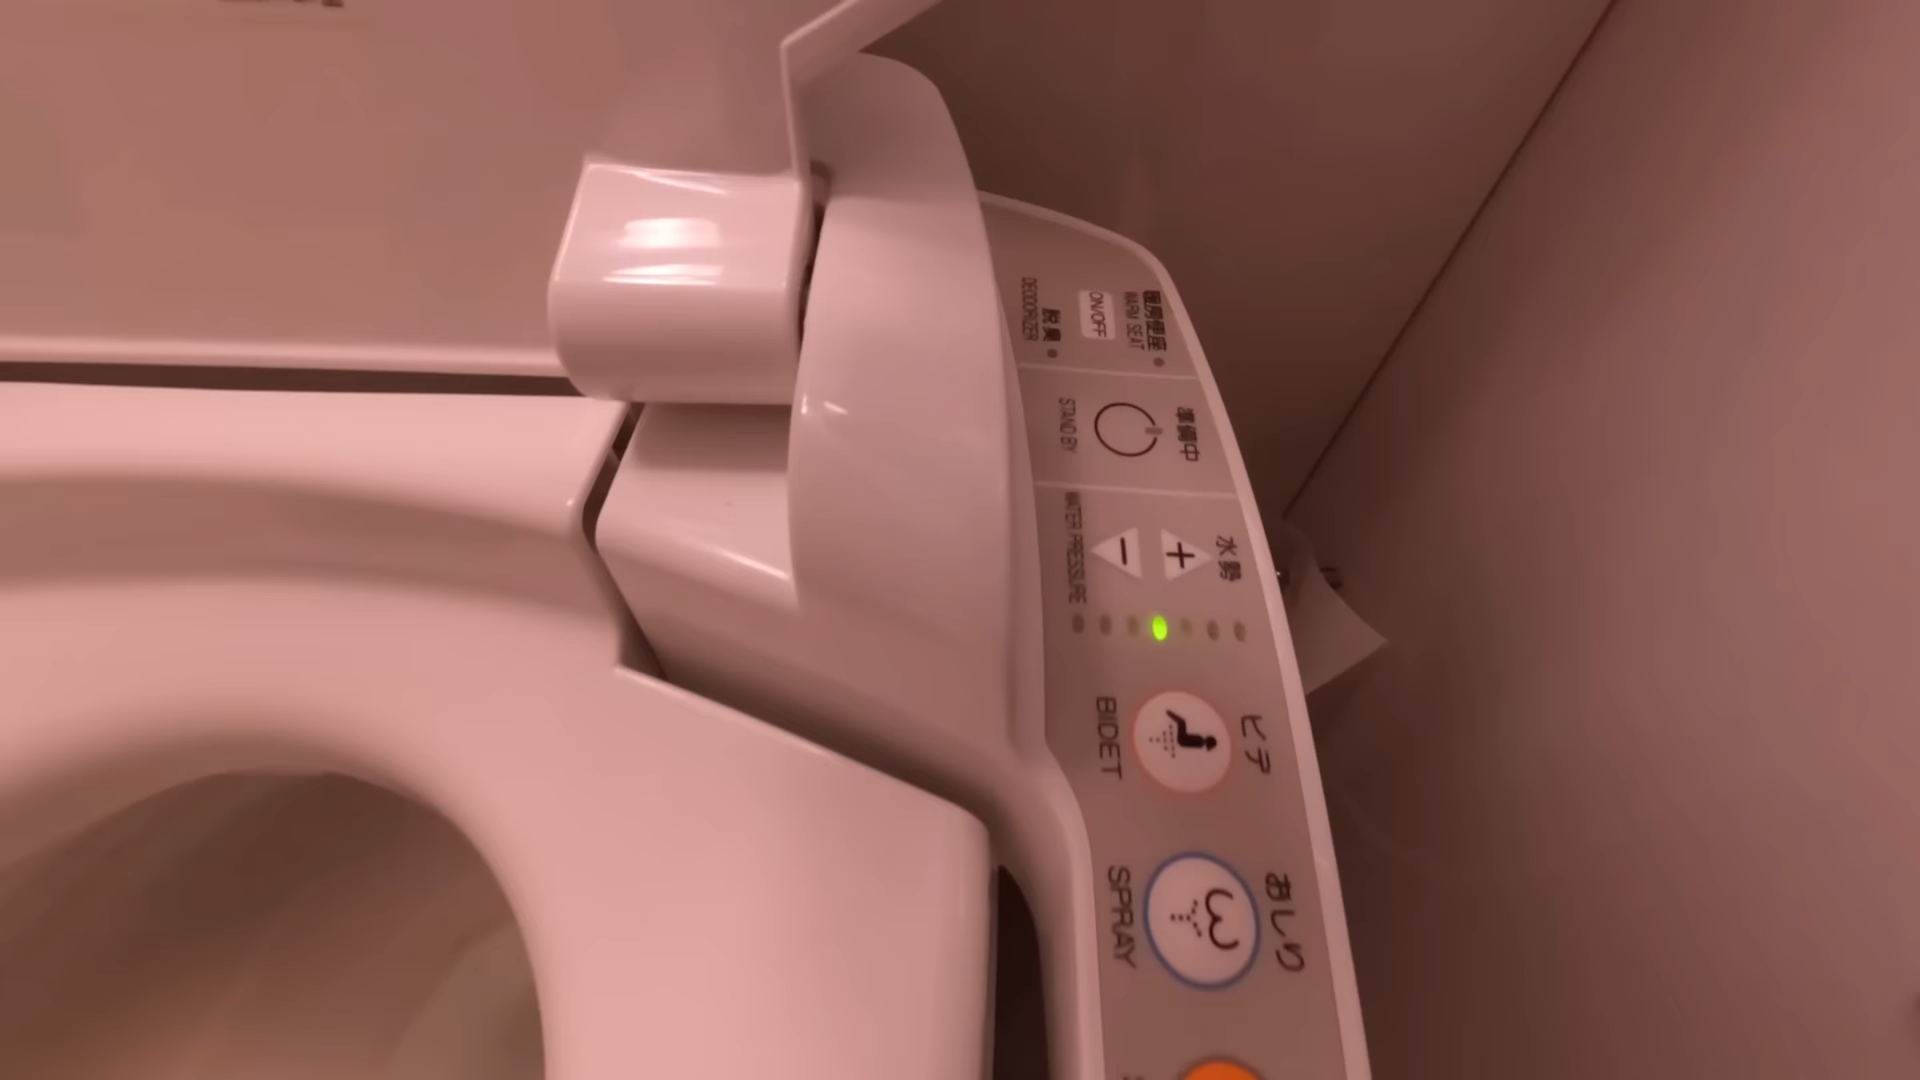 暖房便座
WARM SEAT
ON/OFF
脱臭
DEODORIZER
準備中
STAND BY
水勢
+
-
WATER PRESSURE
ビデ
BIDET
おしり
SPRAY